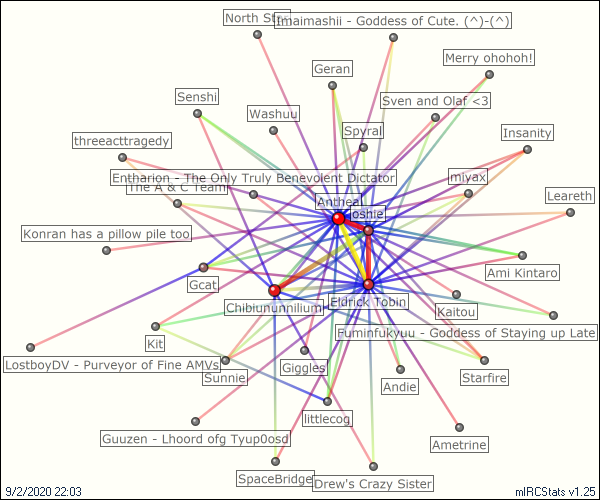 North Star
Imaimashii - Goddess of Cute. (^)-(^)
Merry ohohoh!
Geran
Senshi
Sven and Olaf <3
Washuu
Spyral
Insanity
threeacttragedy
Entharion - The Only Truly Benevolent Dictator
miyax
The A & C Team
Leareth
Antheal
Joshie
Konran has a pillow pile too
Ami Kintaro
Gcat
Chibinunnilium
Eldrick Tobin
Kaitou
Fuminfukyuu - Goddess of Staying up Late
Kit
LostboyDV - Purveyor of Fine AMVs
Sunnie
Giggles
Andie
Starfire
littlecog
Guuzen - Lhoord ofg Tyup0osd
Ametrine
SpaceBridge
Drew's Crazy Sister
9/2/2020 22:03
mIRCStats v1.25